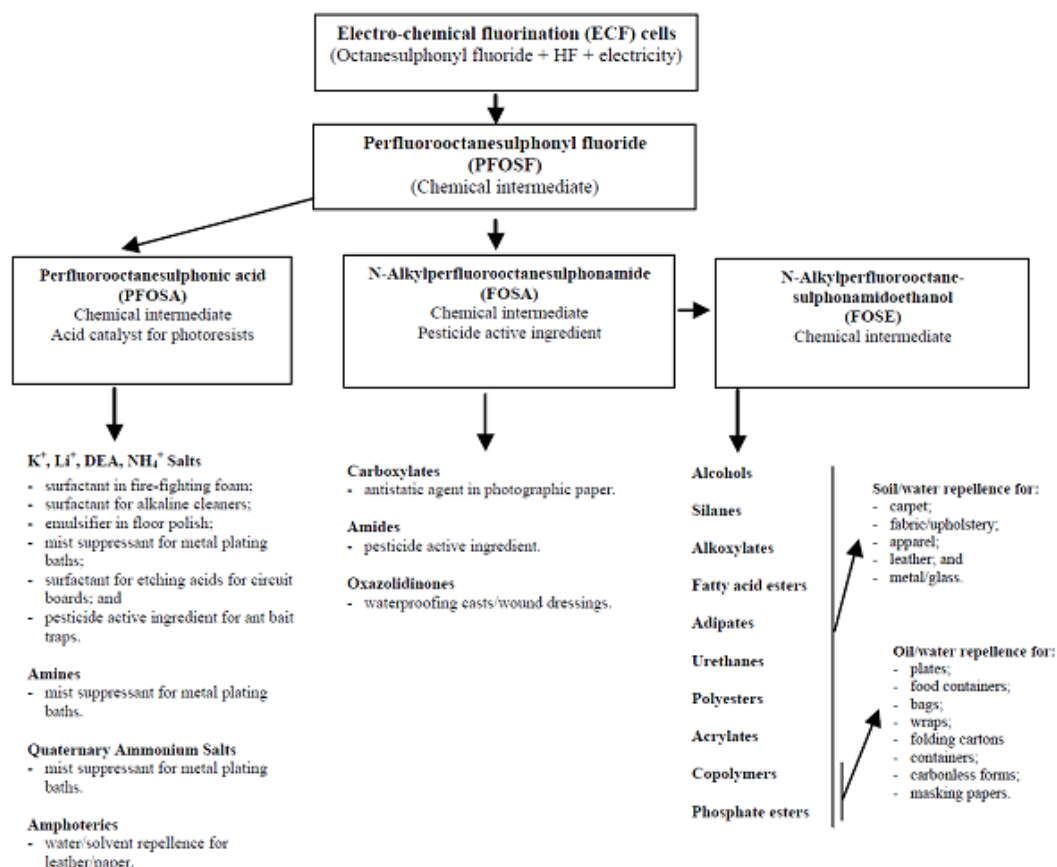 Electro-chemical fluorination (ECF) cells
(Octanesulphonyl fluoride + HF + electricity)
Perfluorooctanesulphonyl fluoride
(PFOSF)
(Chemical intermediate)
Perfluorooctanesulphonic acid
(PFOSA)
Chemical intermediate
Acid catalyst for photoresists
N-Alkylperfluorooctanesulphonamide
(FOSA)
Chemical intermediate
Pesticide active ingredient
N-Alkylperfluorooctane-
sulphonamidoethanol
(FOSE)
Chemical intermediate
K⁺, Li⁺, DEA, NH₄⁺ Salts
- surfactant in fire-fighting foam;
- surfactant for alkaline cleaners;
- emulsifier in floor polish;
- mist suppressant for metal plating
baths;
- surfactant for etching acids for circuit
boards; and
- pesticide active ingredient for ant bait
traps.
Amines
- mist suppressant for metal plating
baths.
Quaternary Ammonium Salts
- mist suppressant for metal plating
baths.
Amphoterics
- water/solvent repellence for
leather/paper.
Carboxylates
- antistatic agent in photographic paper.
Amides
- pesticide active ingredient.
Oxazolidinones
- waterproofing casts/wound dressings.
Alcohols
Silanes
Alkoxylates
Fatty acid esters
Adipates
Urethanes
Polyesters
Acrylates
Copolymers
Phosphate esters
Soil/water repellence for:
- carpet;
- fabric/upholstery;
- apparel;
- leather; and
- metal/glass.
Oil/water repellence for:
- plates;
- food containers;
- bags;
- wraps;
- folding cartons
- containers;
- carbonless forms;
- masking papers.